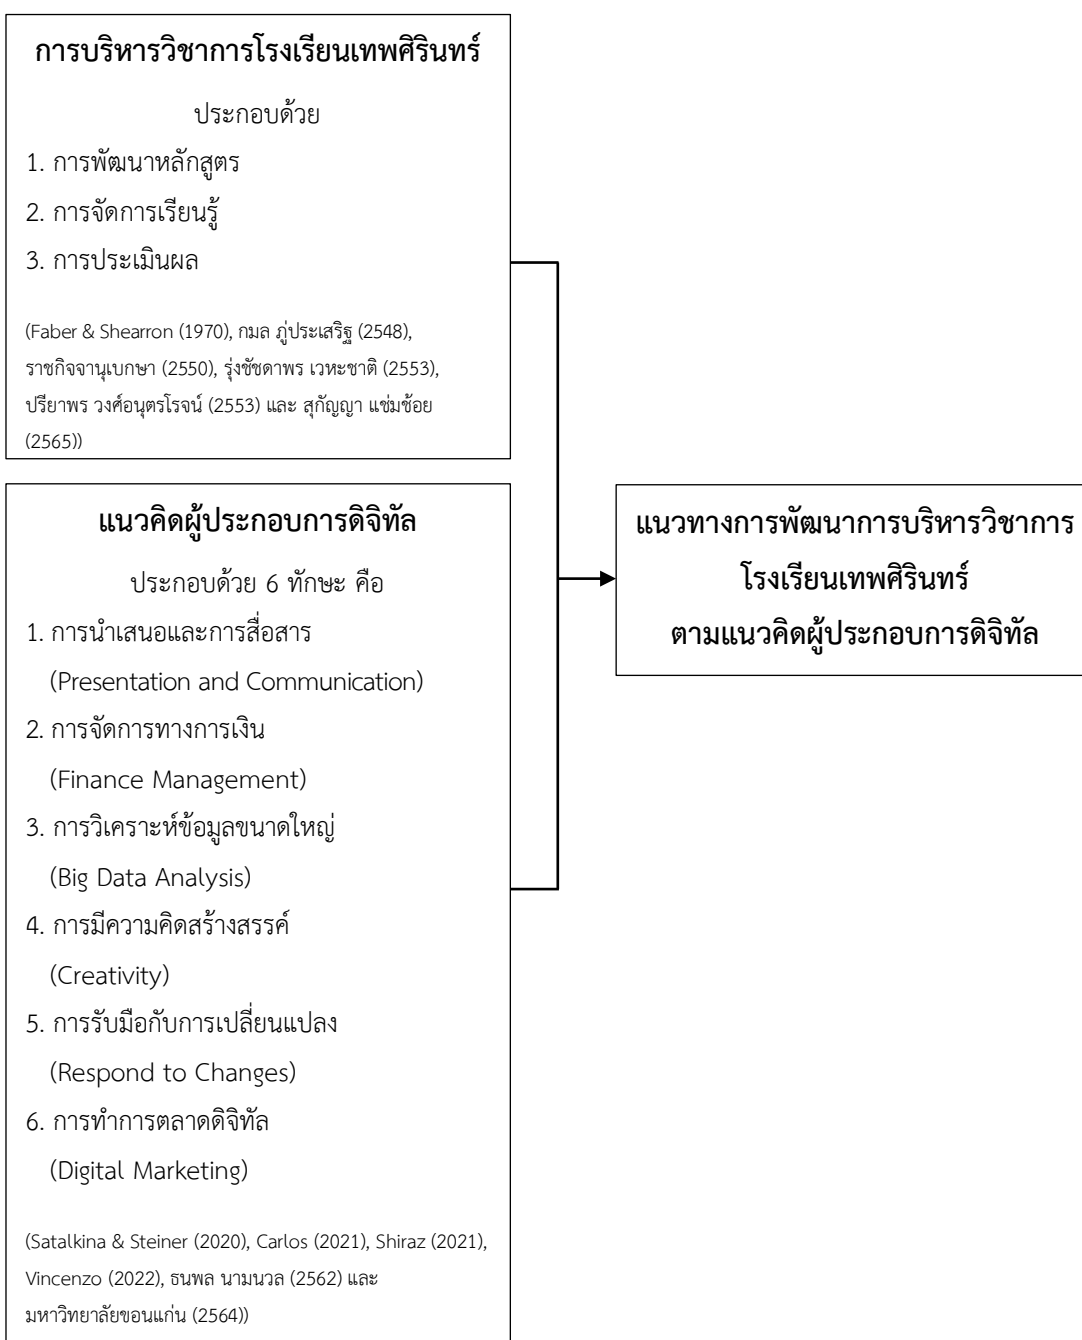 การบริหารวิชาการโรงเรียนเทพศิรินทร์
ประกอบด้วย
1. การพัฒนาหลักสูตร
2. การจัดการเรียนรู้
3. การประเมินผล
(Faber & Shearron (1970), กมล ภู่ประเสริฐ (2548),
ราชกิจจานุเบกษา (2550), รุ่งชัชดาพร เวหะชาติ (2553),
ปรียาพร วงศ์อนุตรโรจน์ (2553) และ สุกัญญา แช่มช้อย
(2565))
แนวคิดผู้ประกอบการดิจิทัล
ประกอบด้วย 6 ทักษะ คือ
1. การนำเสนอและการสื่อสาร
(Presentation and Communication)
2. การจัดการทางการเงิน
(Finance Management)
3. การวิเคราะห์ข้อมูลขนาดใหญ่
(Big Data Analysis)
4. การมีความคิดสร้างสรรค์
(Creativity)
5. การรับมือกับการเปลี่ยนแปลง
(Respond to Changes)
6. การทำการตลาดดิจิทัล
(Digital Marketing)
(Satalkina & Steiner (2020), Carlos (2021), Shiraz (2021),
Vincenzo (2022), ธนพล นามนวล (2562) และ
มหาวิทยาลัยขอนแก่น (2564))
แนวทางการพัฒนาการบริหารวิชาการ
โรงเรียนเทพศิรินทร์
ตามแนวคิดผู้ประกอบการดิจิทัล